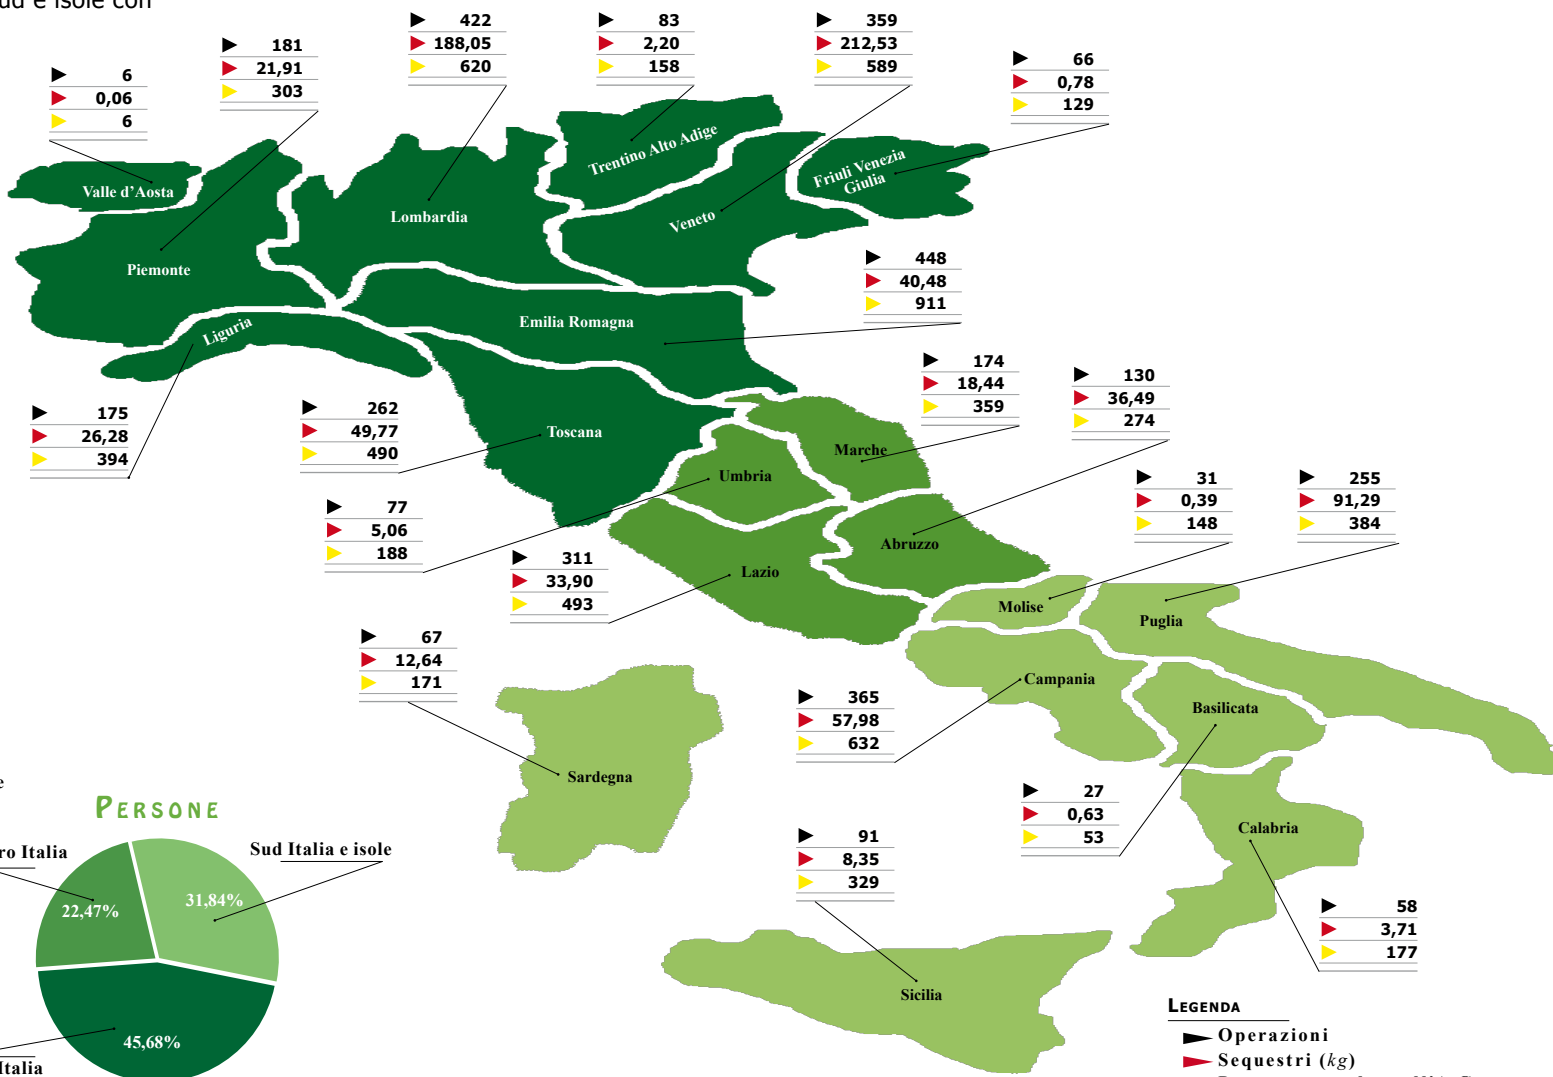 ud e isole con
422
188,05
620
83
2,20
158
359
212,53
589
181
21,91
303
66
0,78
129
6
0,06
6
Trentino Alto Adige
Friuli Venezia
Giulia
Valle d'Aosta
Lombardia
Veneto
Piemonte
448
40,48
911
Emilia Romagna
Liguria
174
18,44
359
130
36,49
274
175
26,28
394
262
49,77
490
Toscana
Marche
Umbria
31
0,39
148
255
91,29
384
77
5,06
188
Abruzzo
311
33,90
493
Lazio
Molise
Puglia
67
12,64
171
Campania
365
57,98
632
Basilicata
Sardegna
27
0,63
53
Calabria
PERSONE
ro Italia
Sud Italia e isole
22,47%
31,84%
45,68%
Italia
91
8,35
329
58
3,71
177
Sicilia
LEGENDA
Operazioni
Sequestri (kg)